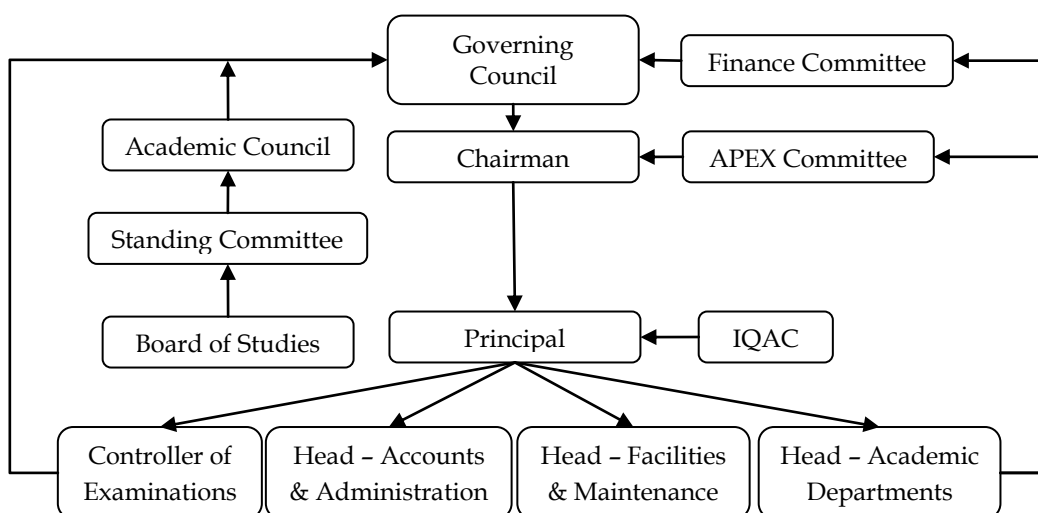 Governing
Council
Finance Committee
Academic Council
Chairman
APEX Committee
Standing Committee
Board of Studies
Principal
IQAC
Controller of
Examinations
Head – Accounts
& Administration
Head – Facilities
& Maintenance
Head – Academic
Departments